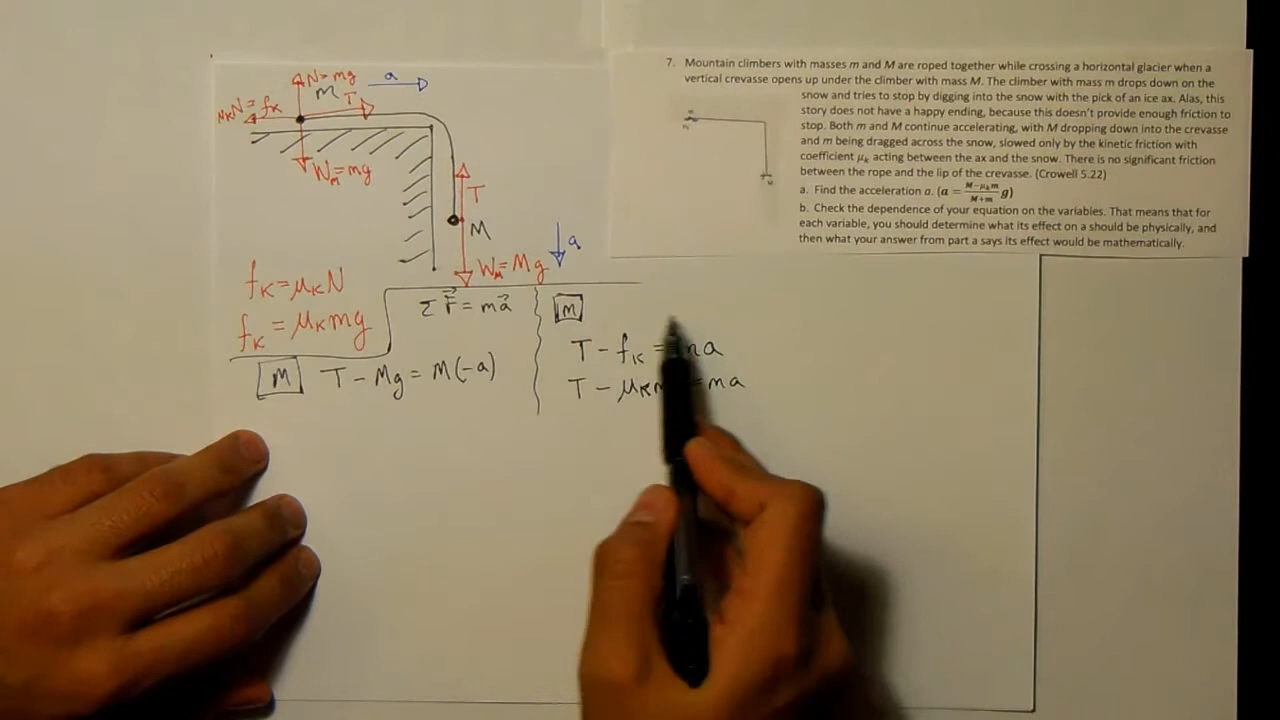 N=mg
a
m
T
μₖN=fₖ
Wₘ=mg
T
M
W_M=Mg
a
fₖ=μₖN
fₖ=μₖmg
ΣF⃗=ma⃗
M T-Mg=M(-a)
m
T-fₖ=ma
T-μₖm =ma
7. Mountain climbers with masses m and M are roped together while crossing a horizontal glacier when a
vertical crevasse opens up under the climber with mass M. The climber with mass m drops down on the
snow and tries to stop by digging into the snow with the pick of an ice ax. Alas, this
story does not have a happy ending, because this doesn't provide enough friction to
stop. Both m and M continue accelerating, with M dropping down into the crevasse
and m being dragged across the snow, slowed only by the kinetic friction with
coefficient μₖ acting between the ax and the snow. There is no significant friction
between the rope and the lip of the crevasse. (Crowell 5.22)
a. Find the acceleration a. (a = (M-μₖm)/(M+m) g)
b. Check the dependence of your equation on the variables. That means that for
each variable, you should determine what its effect on a should be physically, and
then what your answer from part a says its effect would be mathematically.